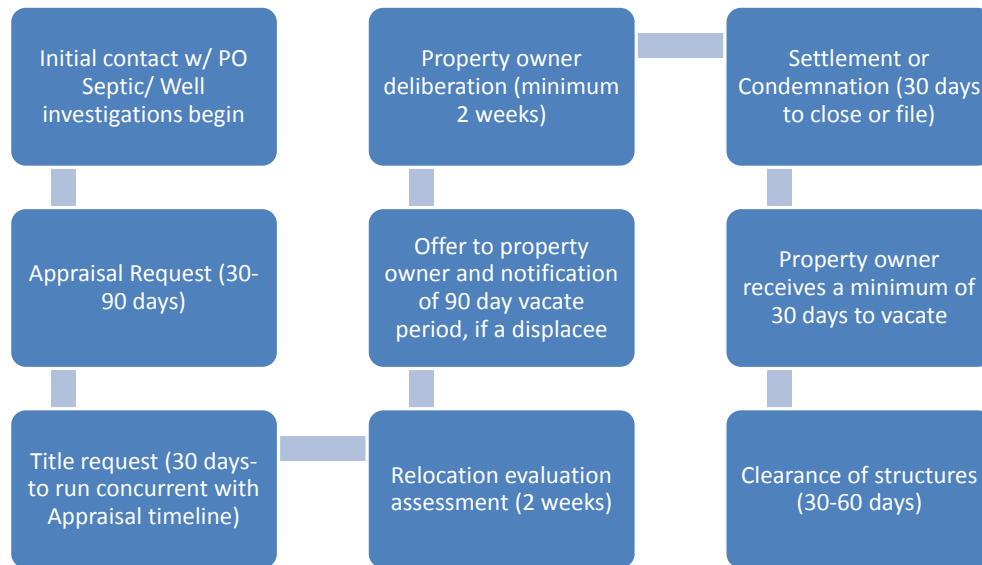 Initial contact w/ PO
Septic/ Well
investigations begin
Appraisal Request (30-
90 days)
Title request (30 days-
to run concurrent with
Appraisal timeline)
Relocation evaluation
assessment (2 weeks)
Offer to property
owner and notification
of 90 day vacate
period, if a displacee
Property owner
deliberation (minimum
2 weeks)
Settlement or
Condemnation (30 days
to close or file)
Property owner
receives a minimum of
30 days to vacate
Clearance of structures
(30-60 days)